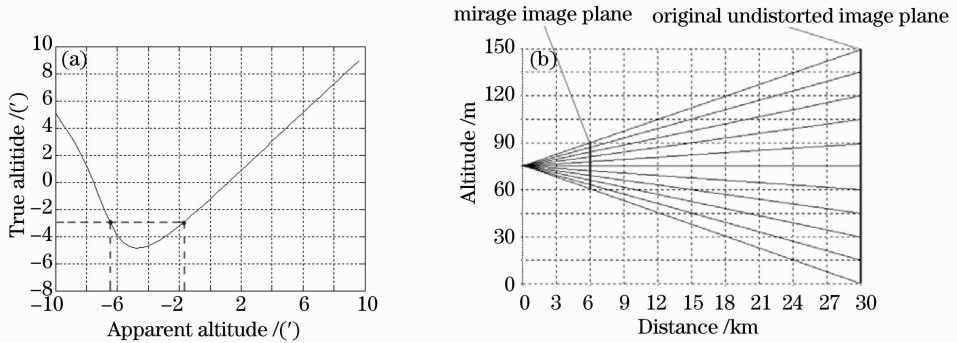 mirage image plane
original undistorted image plane
(a)
10
8
6
4
2
0
−2
−4
−6
−8
True altitide /(′)
−10
−6
−2
2
6
10
Apparent altitude /(′)
(b)
150
120
90
60
30
0
Altitude /m
0 3 6 9 12 15 18 21 24 27 30
Distance /km